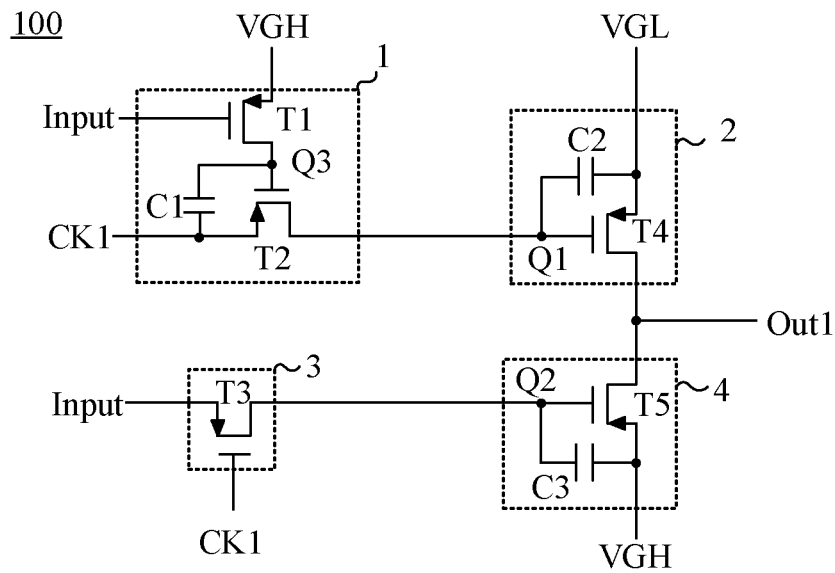 100
VGH
VGL
1
Input
T1
2
C2
Q3
C1
T4
CK1
T2
Q1
Out1
3
Q2
4
Input
T3
T5
C3
CK1
VGH